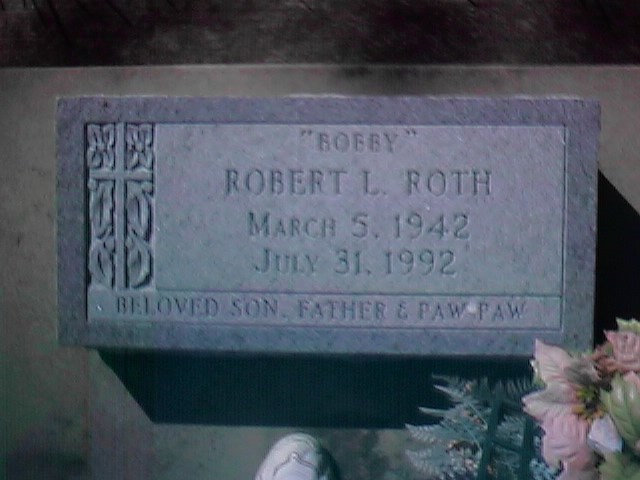 "BOBBY"
ROBERT L. ROTH
MARCH 5, 1942
JULY 31, 1992
BELOVED SON, FATHER & PAW-PAW